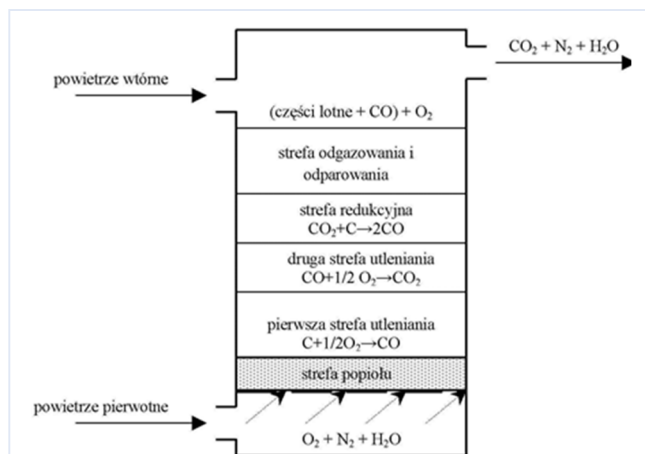 CO₂ + N₂ + H₂O
powietrze wtórne
(części lotne + CO) + O₂
strefa odgazowania i
odparowania
strefa redukcyjna
CO₂+C→2CO
druga strefa utleniania
CO+1/2 O₂→CO₂
pierwsza strefa utleniania
C+1/2O₂→CO
strefa popiołu
powietrze pierwotne
O₂ + N₂ + H₂O